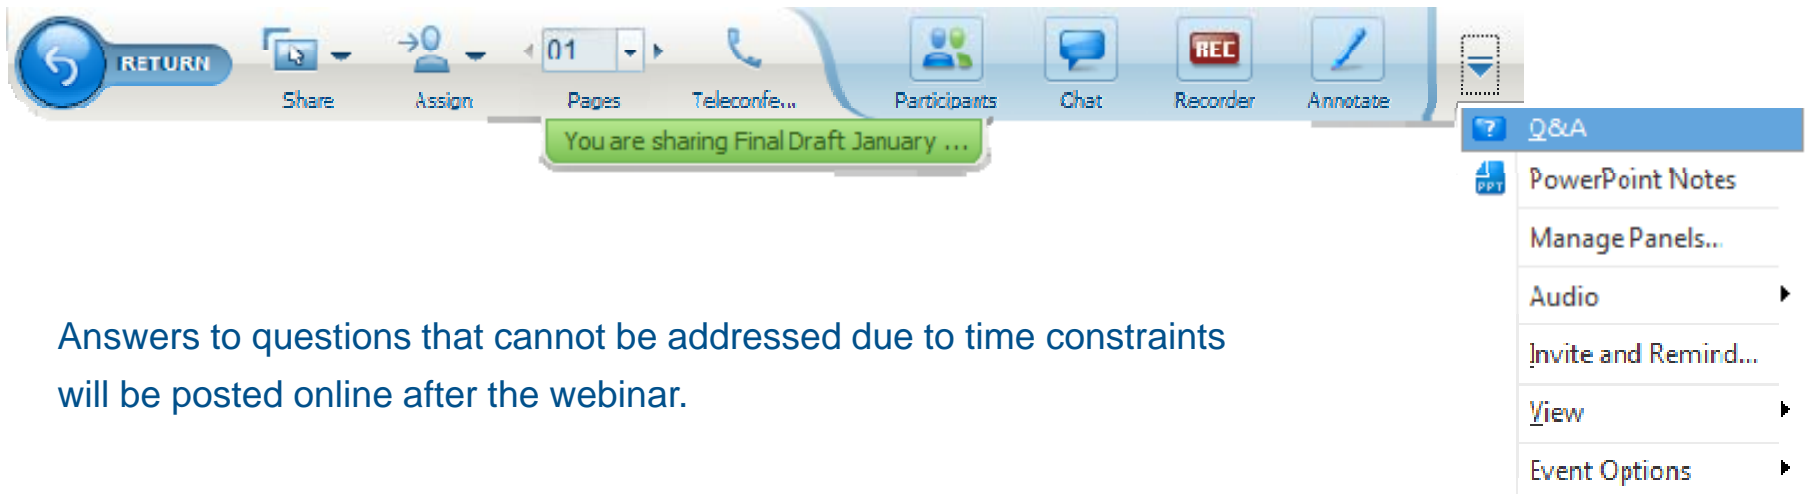 RETURN
Share
Assign
01
Pages
Teleconfe...
Participants
Chat
REC
Recorder
Annotate
You are sharing Final Draft January ...
? Q&A
PPT PowerPoint Notes
Manage Panels...
Audio
Invite and Remind...
View
Event Options
Answers to questions that cannot be addressed due to time constraints
will be posted online after the webinar.